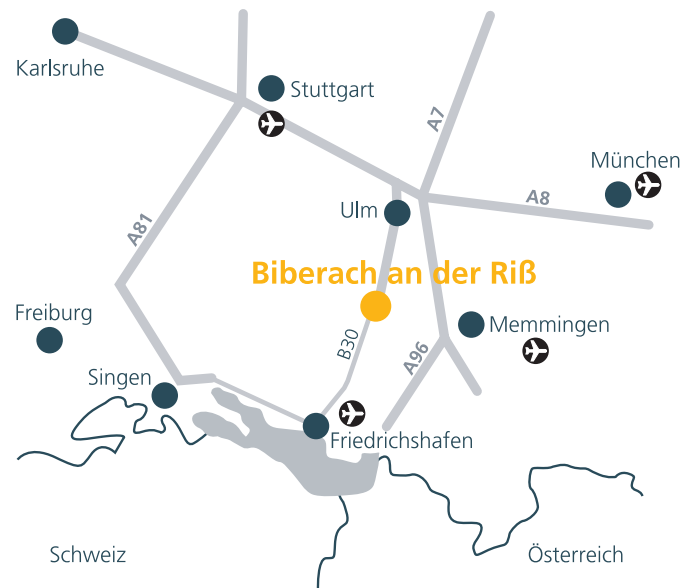 Karlsruhe
Stuttgart
A7
München
A8
Ulm
A81
Biberach an der Riß
Freiburg
B30
Memmingen
A96
Singen
Friedrichshafen
Schweiz
Österreich